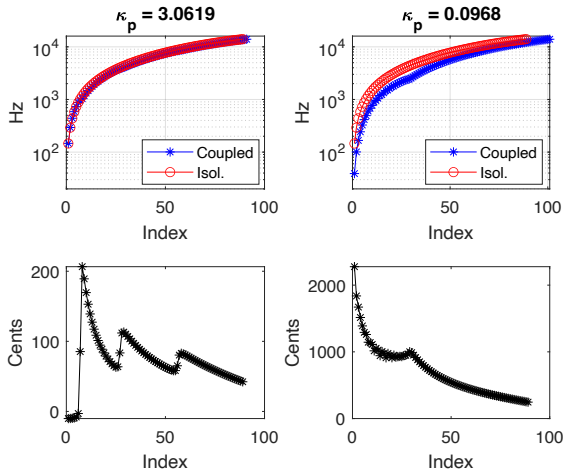 κp = 3.0619
κp = 0.0968
10^4
10^3
10^2
Hz
Coupled
Isol.
0 50 100
Index
10^4
10^3
10^2
Hz
Coupled
Isol.
0 50 100
Index
200
100
0
Cents
0 50 100
Index
2000
1000
0
Cents
0 50 100
Index